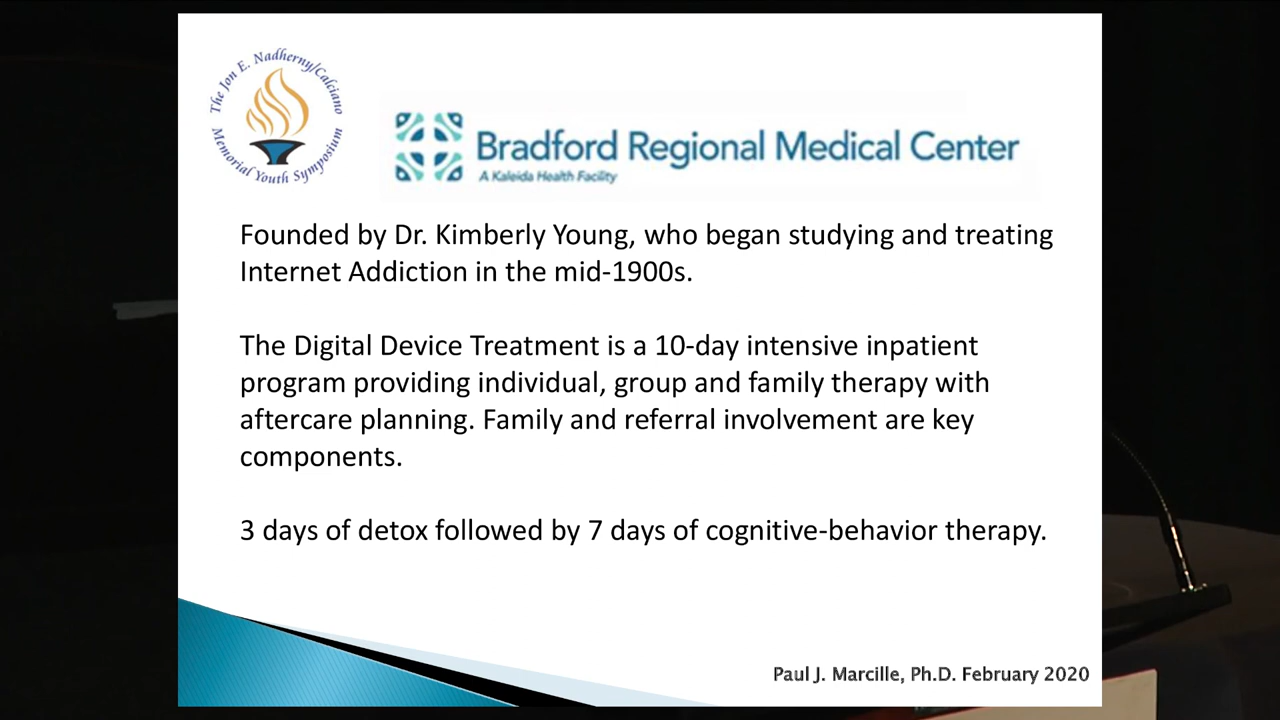 The Jon E. Nadherny/Calciano
Memorial Youth Symposium
Bradford Regional Medical Center
A Kaleida Health Facility
Founded by Dr. Kimberly Young, who began studying and treating
Internet Addiction in the mid-1900s.
The Digital Device Treatment is a 10-day intensive inpatient
program providing individual, group and family therapy with
aftercare planning. Family and referral involvement are key
components.
3 days of detox followed by 7 days of cognitive-behavior therapy.
Paul J. Marcille, Ph.D. February 2020